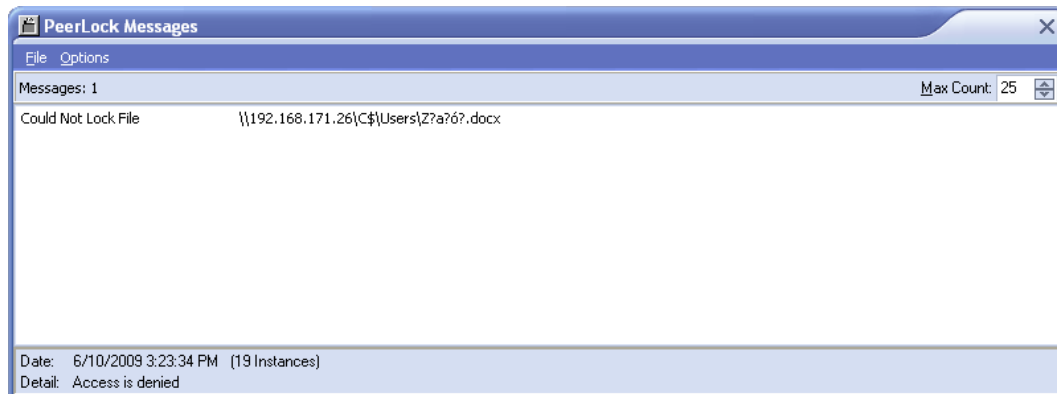 PeerLock Messages
File Options
Messages: 1 Max Count: 25
Could Not Lock File \\192.168.171.26\C$\Users\Z?a?ó?.docx
Date: 6/10/2009 3:23:34 PM (19 Instances)
Detail: Access is denied